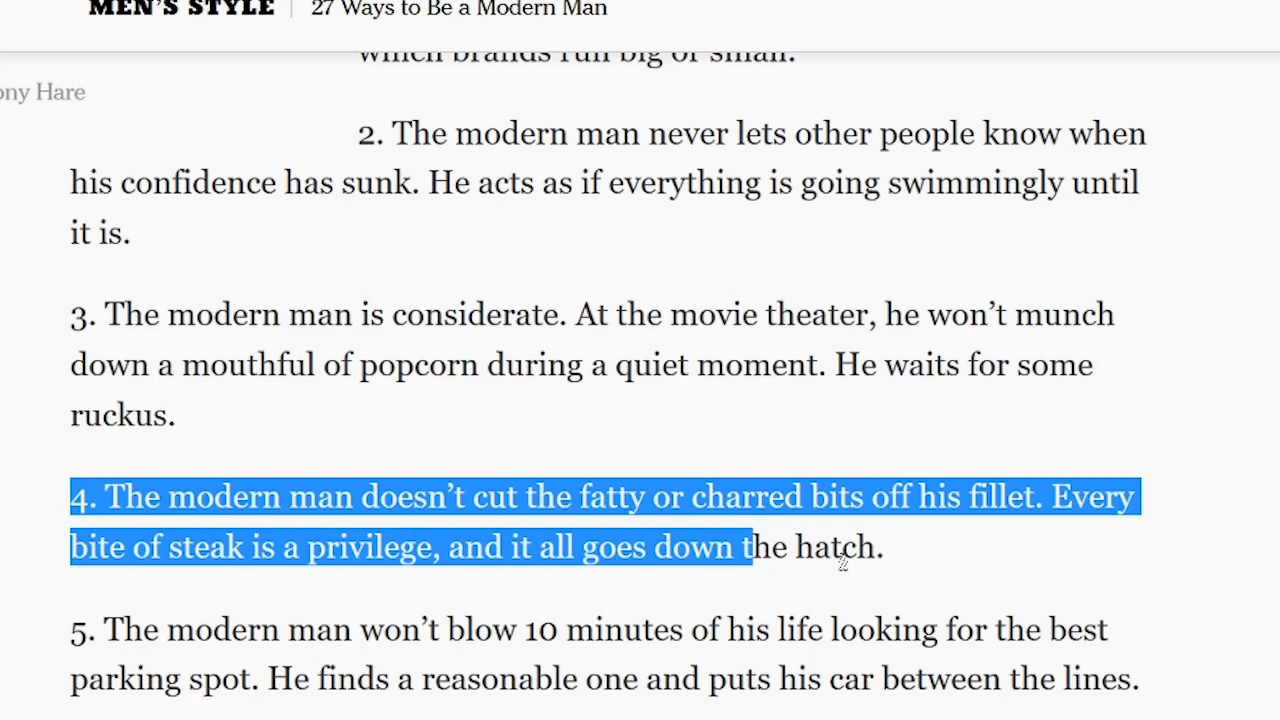 MEN'S STYLE | 27 Ways to Be a Modern Man
which brands run big or small.
ony Hare
2. The modern man never lets other people know when
his confidence has sunk. He acts as if everything is going swimmingly until
it is.
3. The modern man is considerate. At the movie theater, he won’t munch
down a mouthful of popcorn during a quiet moment. He waits for some
ruckus.
4. The modern man doesn’t cut the fatty or charred bits off his fillet. Every
bite of steak is a privilege, and it all goes down the hatch.
5. The modern man won’t blow 10 minutes of his life looking for the best
parking spot. He finds a reasonable one and puts his car between the lines.